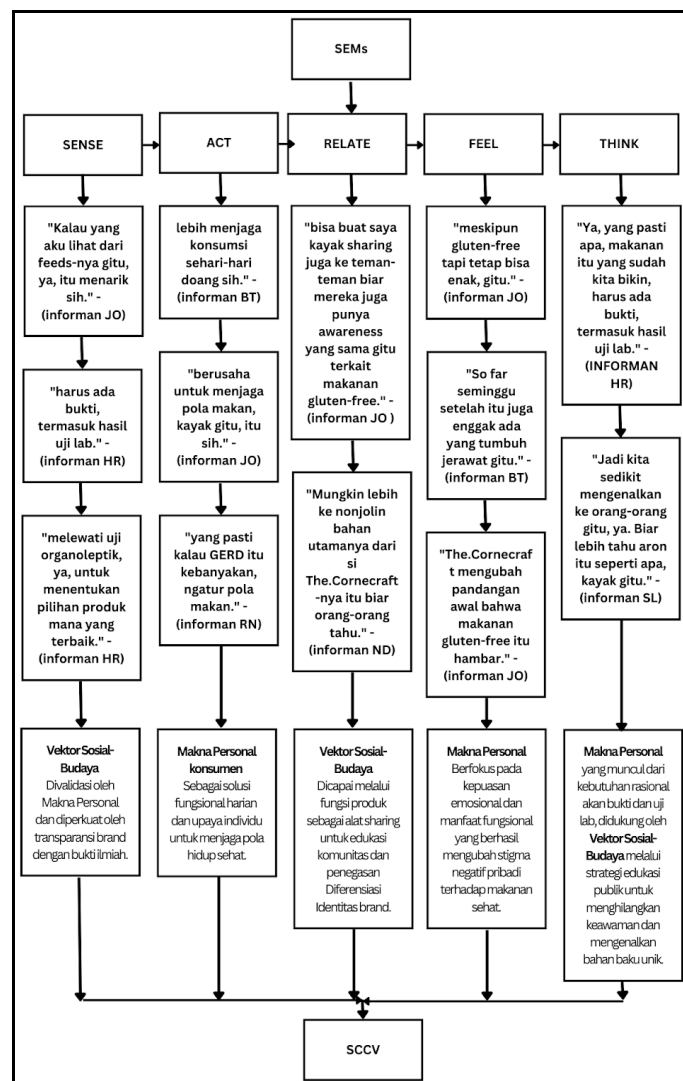 SEMs
SENSE
ACT
RELATE
FEEL
THINK
"Kalau yang
aku lihat dari
feeds-nya gitu,
ya, itu menarik
sih." -
(informan JO)
"harus ada
bukti,
termasuk hasil
uji lab." -
(informan HR)
"melewati uji
organoleptik,
ya, untuk
menentukan
pilihan produk
mana yang
terbaik." -
(informan HR)
Vektor Sosial-
Budaya
Divalidasi oleh
Makna Personal
dan diperkuat oleh
transparansi brand
dengan bukti ilmiah.
lebih menjaga
konsumsi
sehari-hari
doang sih." -
(informan BT)
"berusaha
untuk menjaga
pola makan,
kayak gitu, itu
sih." -
(informan JO)
"yang pasti
kalau GERD itu
kebanyakan,
ngatur pola
makan." -
(informan RN)
Makna Personal
konsumen
Sebagai solusi
fungsional harian
dan upaya individu
untuk menjaga pola
hidup sehat.
"bisa buat saya
kayak sharing
juga ke teman-
teman biar
mereka juga
punya
awareness
yang sama gitu
terkait
makanan
gluten-free." -
(informan JO )
"Mungkin lebih
ke nonjolin
bahan
utamanya dari
si
The.Cornecraft
-nya itu biar
orang-orang
tahu." -
(informan ND)
Vektor Sosial-
Budaya
Dicapai melalui
fungsi produk
sebagai alat sharing
untuk edukasi
komunitas dan
penegasan
Diferensiasi
Identitas brand.
"meskipun
gluten-free
tapi tetap bisa
enak, gitu." -
(informan JO)
"So far
seminggu
setelah itu juga
enggak ada
yang tumbuh
jerawat gitu." -
(informan BT)
"The.Cornecraf
t mengubah
pandangan
awal bahwa
makanan
gluten-free itu
hambar." -
(informan JO)
Makna Personal
Berfokus pada
kepuasan
emosional dan
manfaat fungsional
yang berhasil
mengubah stigma
negatif pribadi
terhadap makanan
sehat.
"Ya, yang pasti
apa, makanan
itu yang sudah
kita bikin,
harus ada
bukti,
termasuk hasil
uji lab." -
(INFORMAN
HR)
"Jadi kita
sedikit
mengenalkan
ke orang-orang
gitu, ya. Biar
lebih tahu aron
itu seperti apa,
kayak gitu." -
(informan SL)
Makna Personal
yang muncul dari
kebutuhan rasional
akan bukti dan uji
lab, didukung oleh
Vektor Sosial-
Budaya melalui
strategi edukasi
publik untuk
menghilangkan
keawaman dan
mengenalkan
bahan baku unik.
SCCV